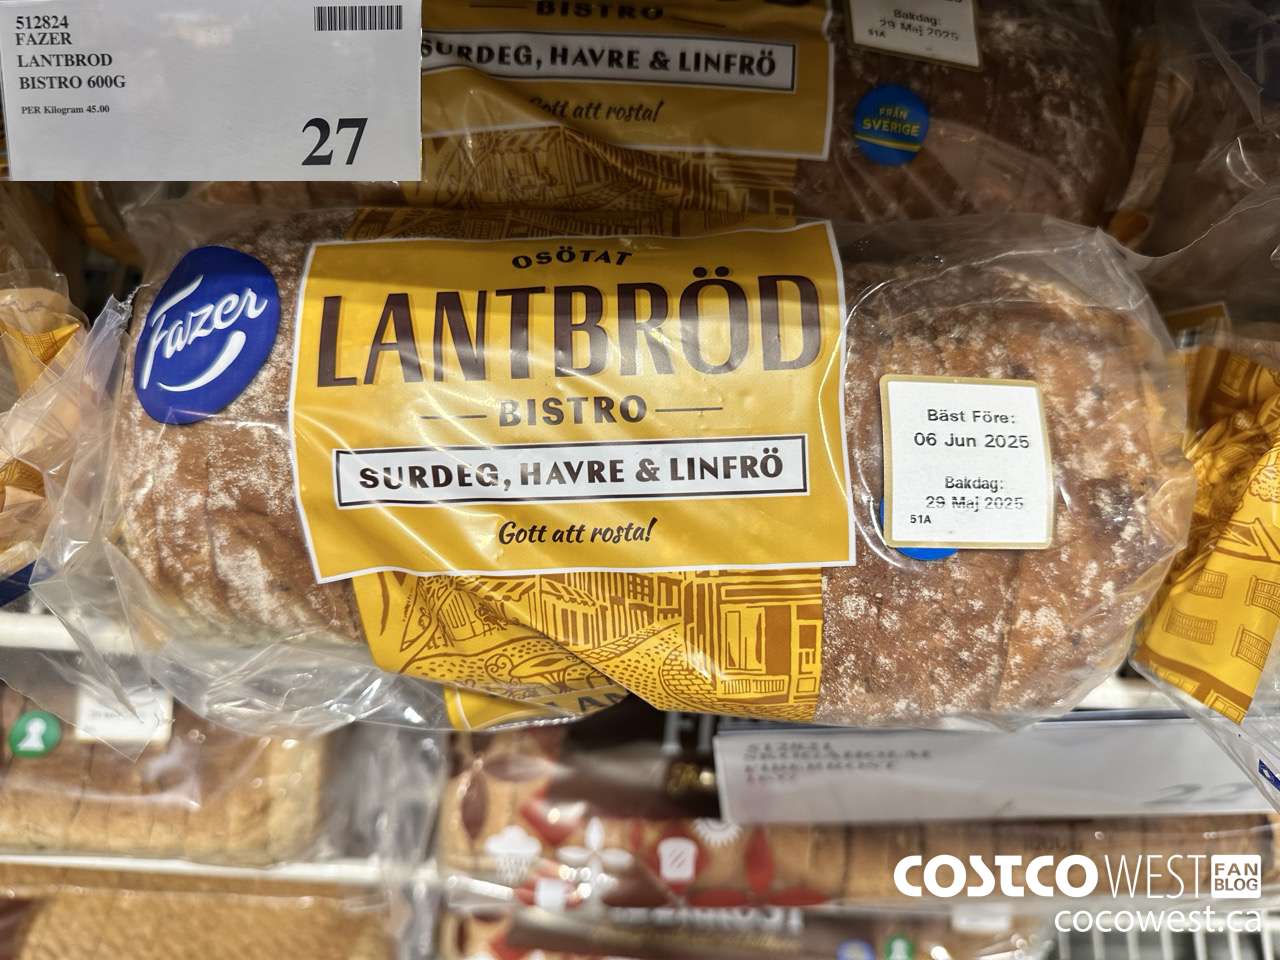 512824
FAZER
LANTBROD
BISTRO 600G
PER Kilogram 45.00
27
BISTRO
SURDEG, HAVRE & LINFRÖ
Gott att rosta!
Bakdag:
29 Maj 2025
51A
FRÅN
SVERIGE
Fazer
OSÖTAT
LANTBRÖD
BISTRO
SURDEG, HAVRE & LINFRÖ
Gott att rosta!
Bäst Före:
06 Jun 2025
Bakdag:
29 Maj 2025
51A
22
COSTCO WEST FAN
BLOG
cocowest.ca